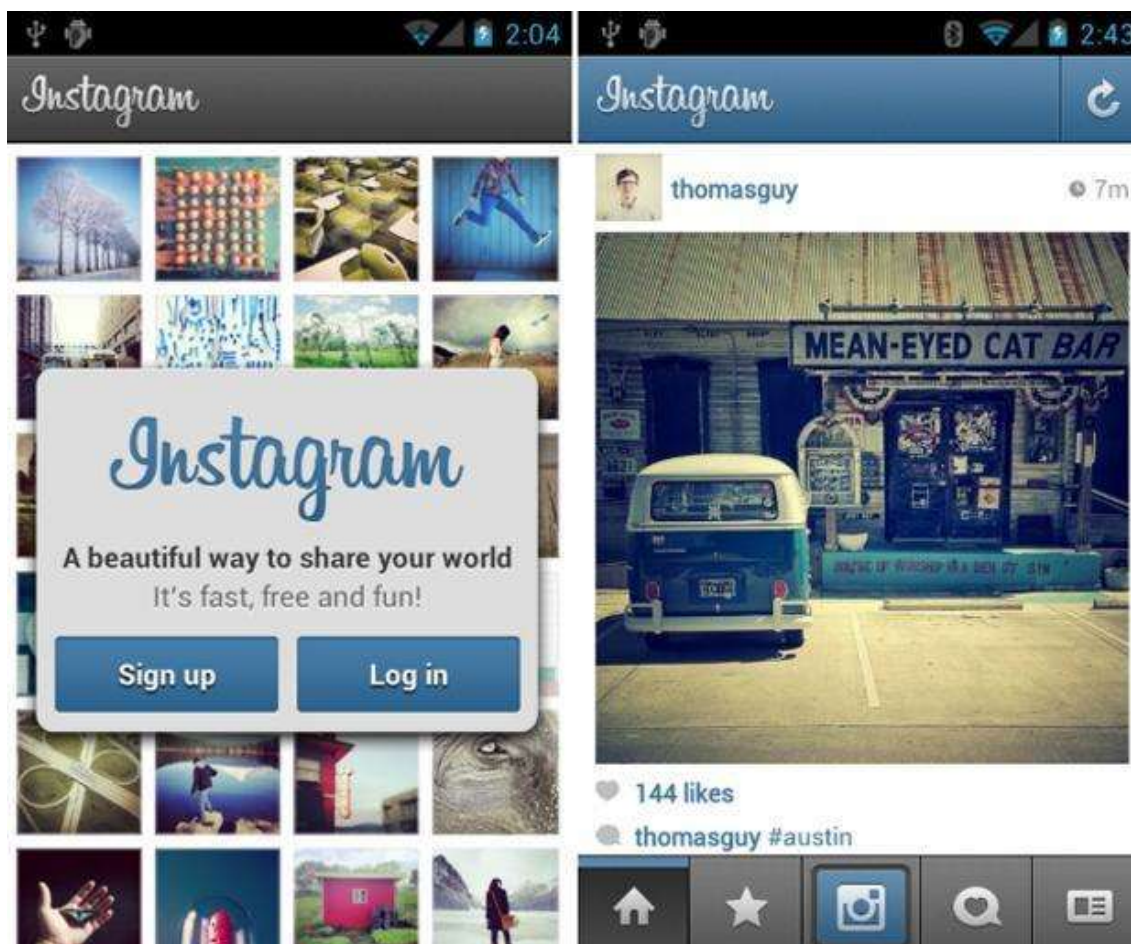 2:04
Instagram
Instagram
A beautiful way to share your world
It's fast, free and fun!
Sign up
Log in
2:43
Instagram
thomasguy
7m
MEAN-EYED CAT BAR
144 likes
thomasguy #austin